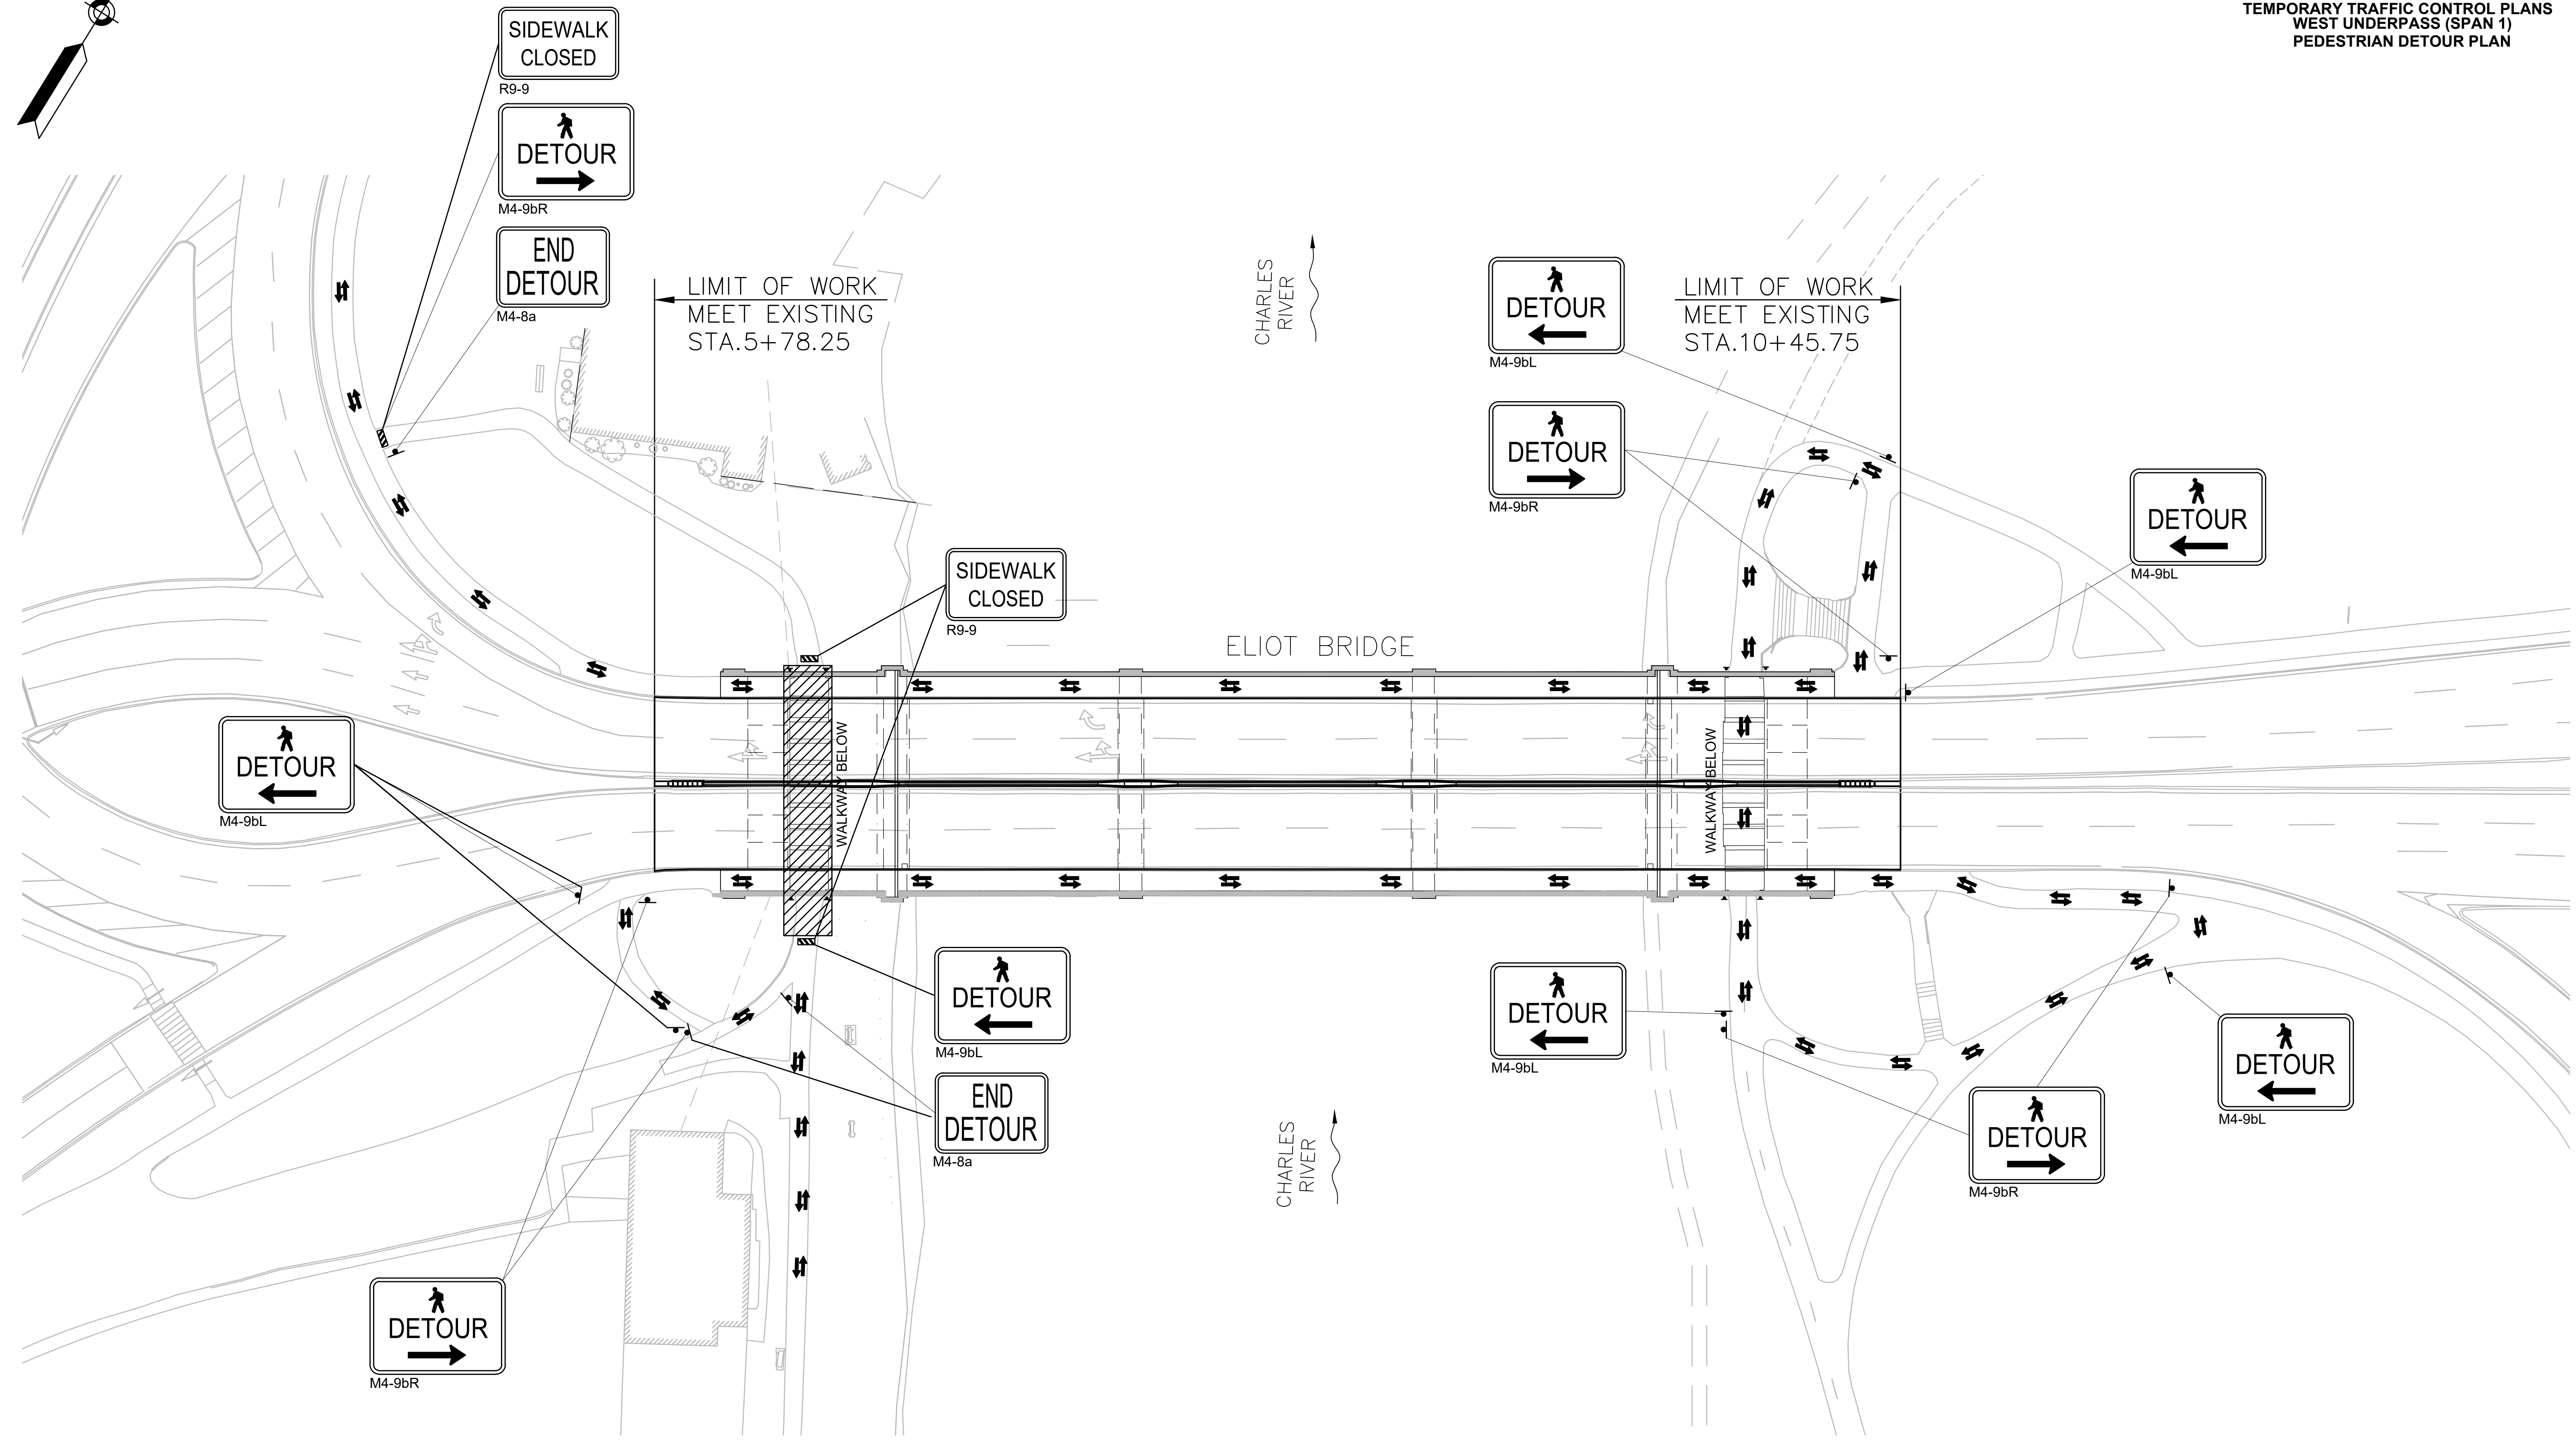 TEMPORARY TRAFFIC CONTROL PLANS
WEST UNDERPASS (SPAN 1)
PEDESTRIAN DETOUR PLAN
SIDEWALK
CLOSED
R9-9
DETOUR
M4-9bR
END
DETOUR
M4-8a
LIMIT OF WORK
MEET EXISTING
STA.5+78.25
CHARLES
RIVER
DETOUR
M4-9bL
LIMIT OF WORK
MEET EXISTING
STA.10+45.75
DETOUR
M4-9bR
DETOUR
M4-9bL
SIDEWALK
CLOSED
R9-9
ELIOT BRIDGE
DETOUR
M4-9bL
WALKWAY BELOW
WALKWAY BELOW
DETOUR
M4-9bL
END
DETOUR
M4-8a
DETOUR
M4-9bL
DETOUR
M4-9bL
DETOUR
M4-9bR
CHARLES
RIVER
DETOUR
M4-9bR